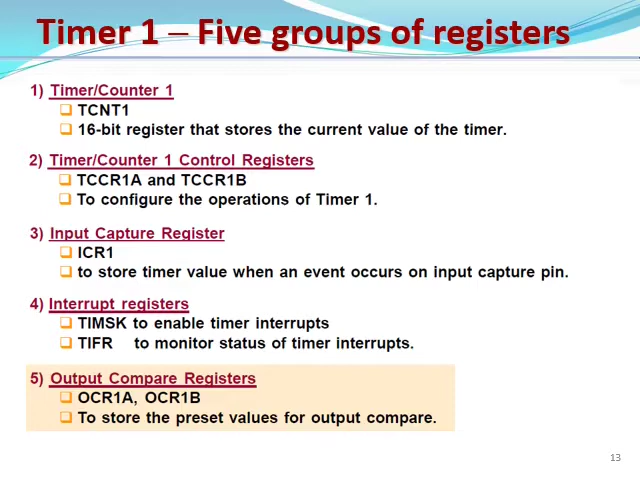 Timer 1 – Five groups of registers
1) Timer/Counter 1
❑ TCNT1
❑ 16-bit register that stores the current value of the timer.
2) Timer/Counter 1 Control Registers
❑ TCCR1A and TCCR1B
❑ To configure the operations of Timer 1.
3) Input Capture Register
❑ ICR1
❑ to store timer value when an event occurs on input capture pin.
4) Interrupt registers
❑ TIMSK to enable timer interrupts
❑ TIFR to monitor status of timer interrupts.
5) Output Compare Registers
❑ OCR1A, OCR1B
❑ To store the preset values for output compare.
13